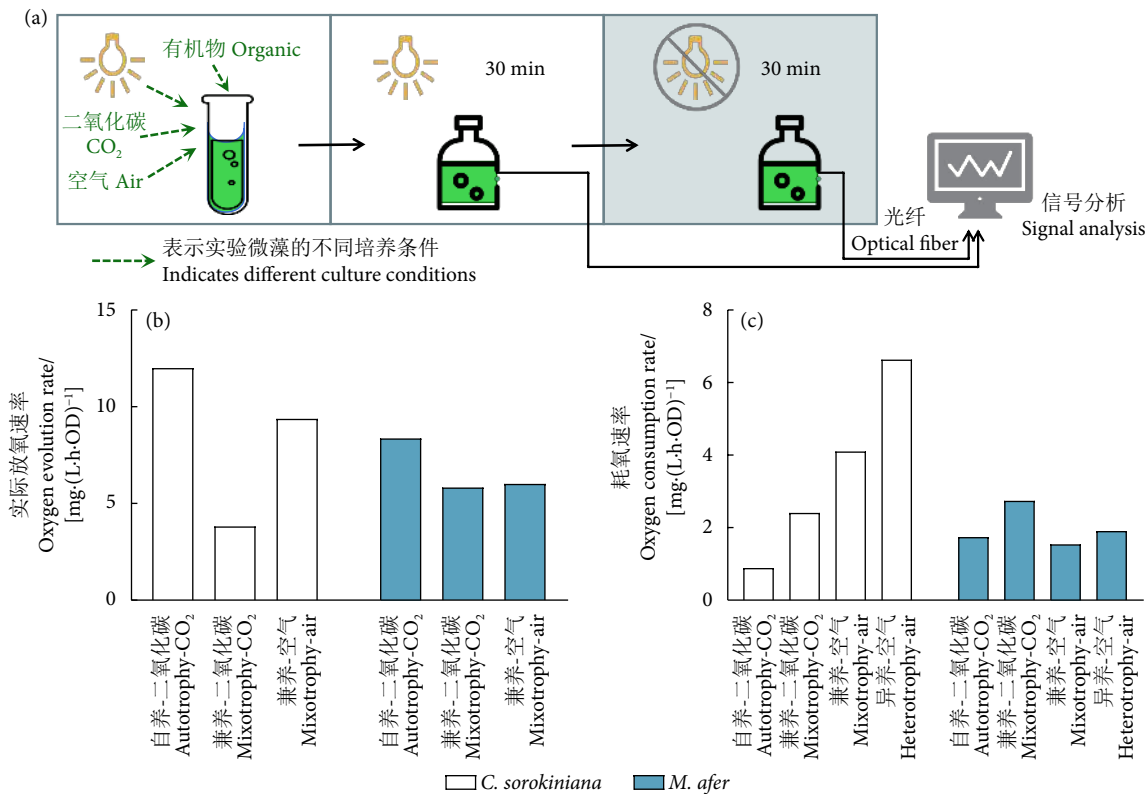 (a)
有机物 Organic
二氧化碳
CO₂
空气 Air
30 min
30 min
光纤
Optical fiber
信号分析
Signal analysis
表示实验微藻的不同培养条件
Indicates different culture conditions
(b)
实际放氧速率
Oxygen evolution rate/
[mg·(L·h·OD)⁻¹
15
10
5
0
自养-二氧化碳
Autotrophy-CO₂
兼养-二氧化碳
Mixotrophy-CO₂
兼养-空气
Mixotrophy-air
自养-二氧化碳
Autotrophy-CO₂
兼养-二氧化碳
Mixotrophy-CO₂
兼养-空气
Mixotrophy-air
(c)
耗氧速率
Oxygen consumption rate/
[mg·(L·h·OD)⁻¹
8
6
4
2
0
自养-二氧化碳
Autotrophy-CO₂
兼养-二氧化碳
Mixotrophy-CO₂
兼养-空气
Mixotrophy-air
异养-空气
Heterotrophy-air
自养-二氧化碳
Autotrophy-CO₂
兼养-二氧化碳
Mixotrophy-CO₂
兼养-空气
Mixotrophy-air
异养-空气
Heterotrophy-air
C. sorokiniana
M. afer